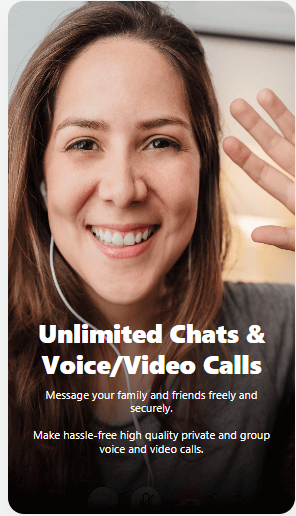 Unlimited Chats &
Voice/Video Calls
Message your family and friends freely and
securely.
Make hassle-free high quality private and group
voice and video calls.